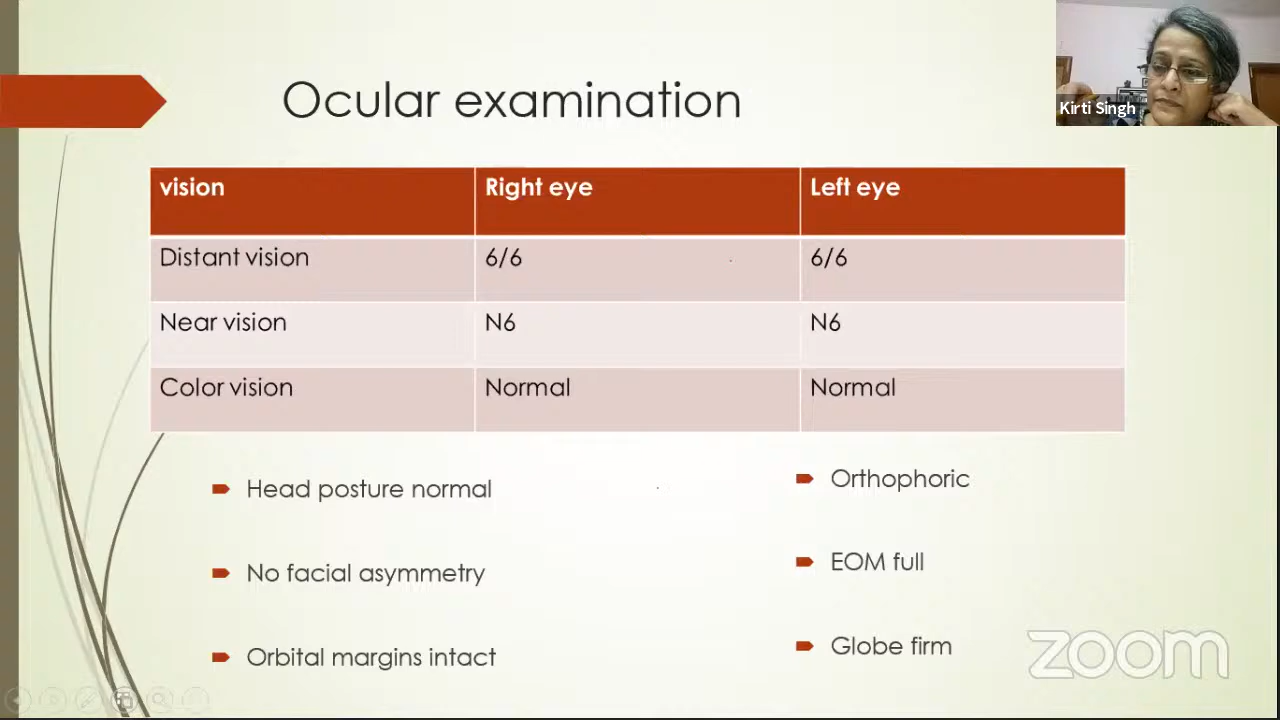 Ocular examination
Kirti Singh
vision Right eye Left eye
Distant vision 6/6 6/6
Near vision N6 N6
Color vision Normal Normal
Head posture normal
No facial asymmetry
Orbital margins intact
Orthophoric
EOM full
Globe firm
zoom